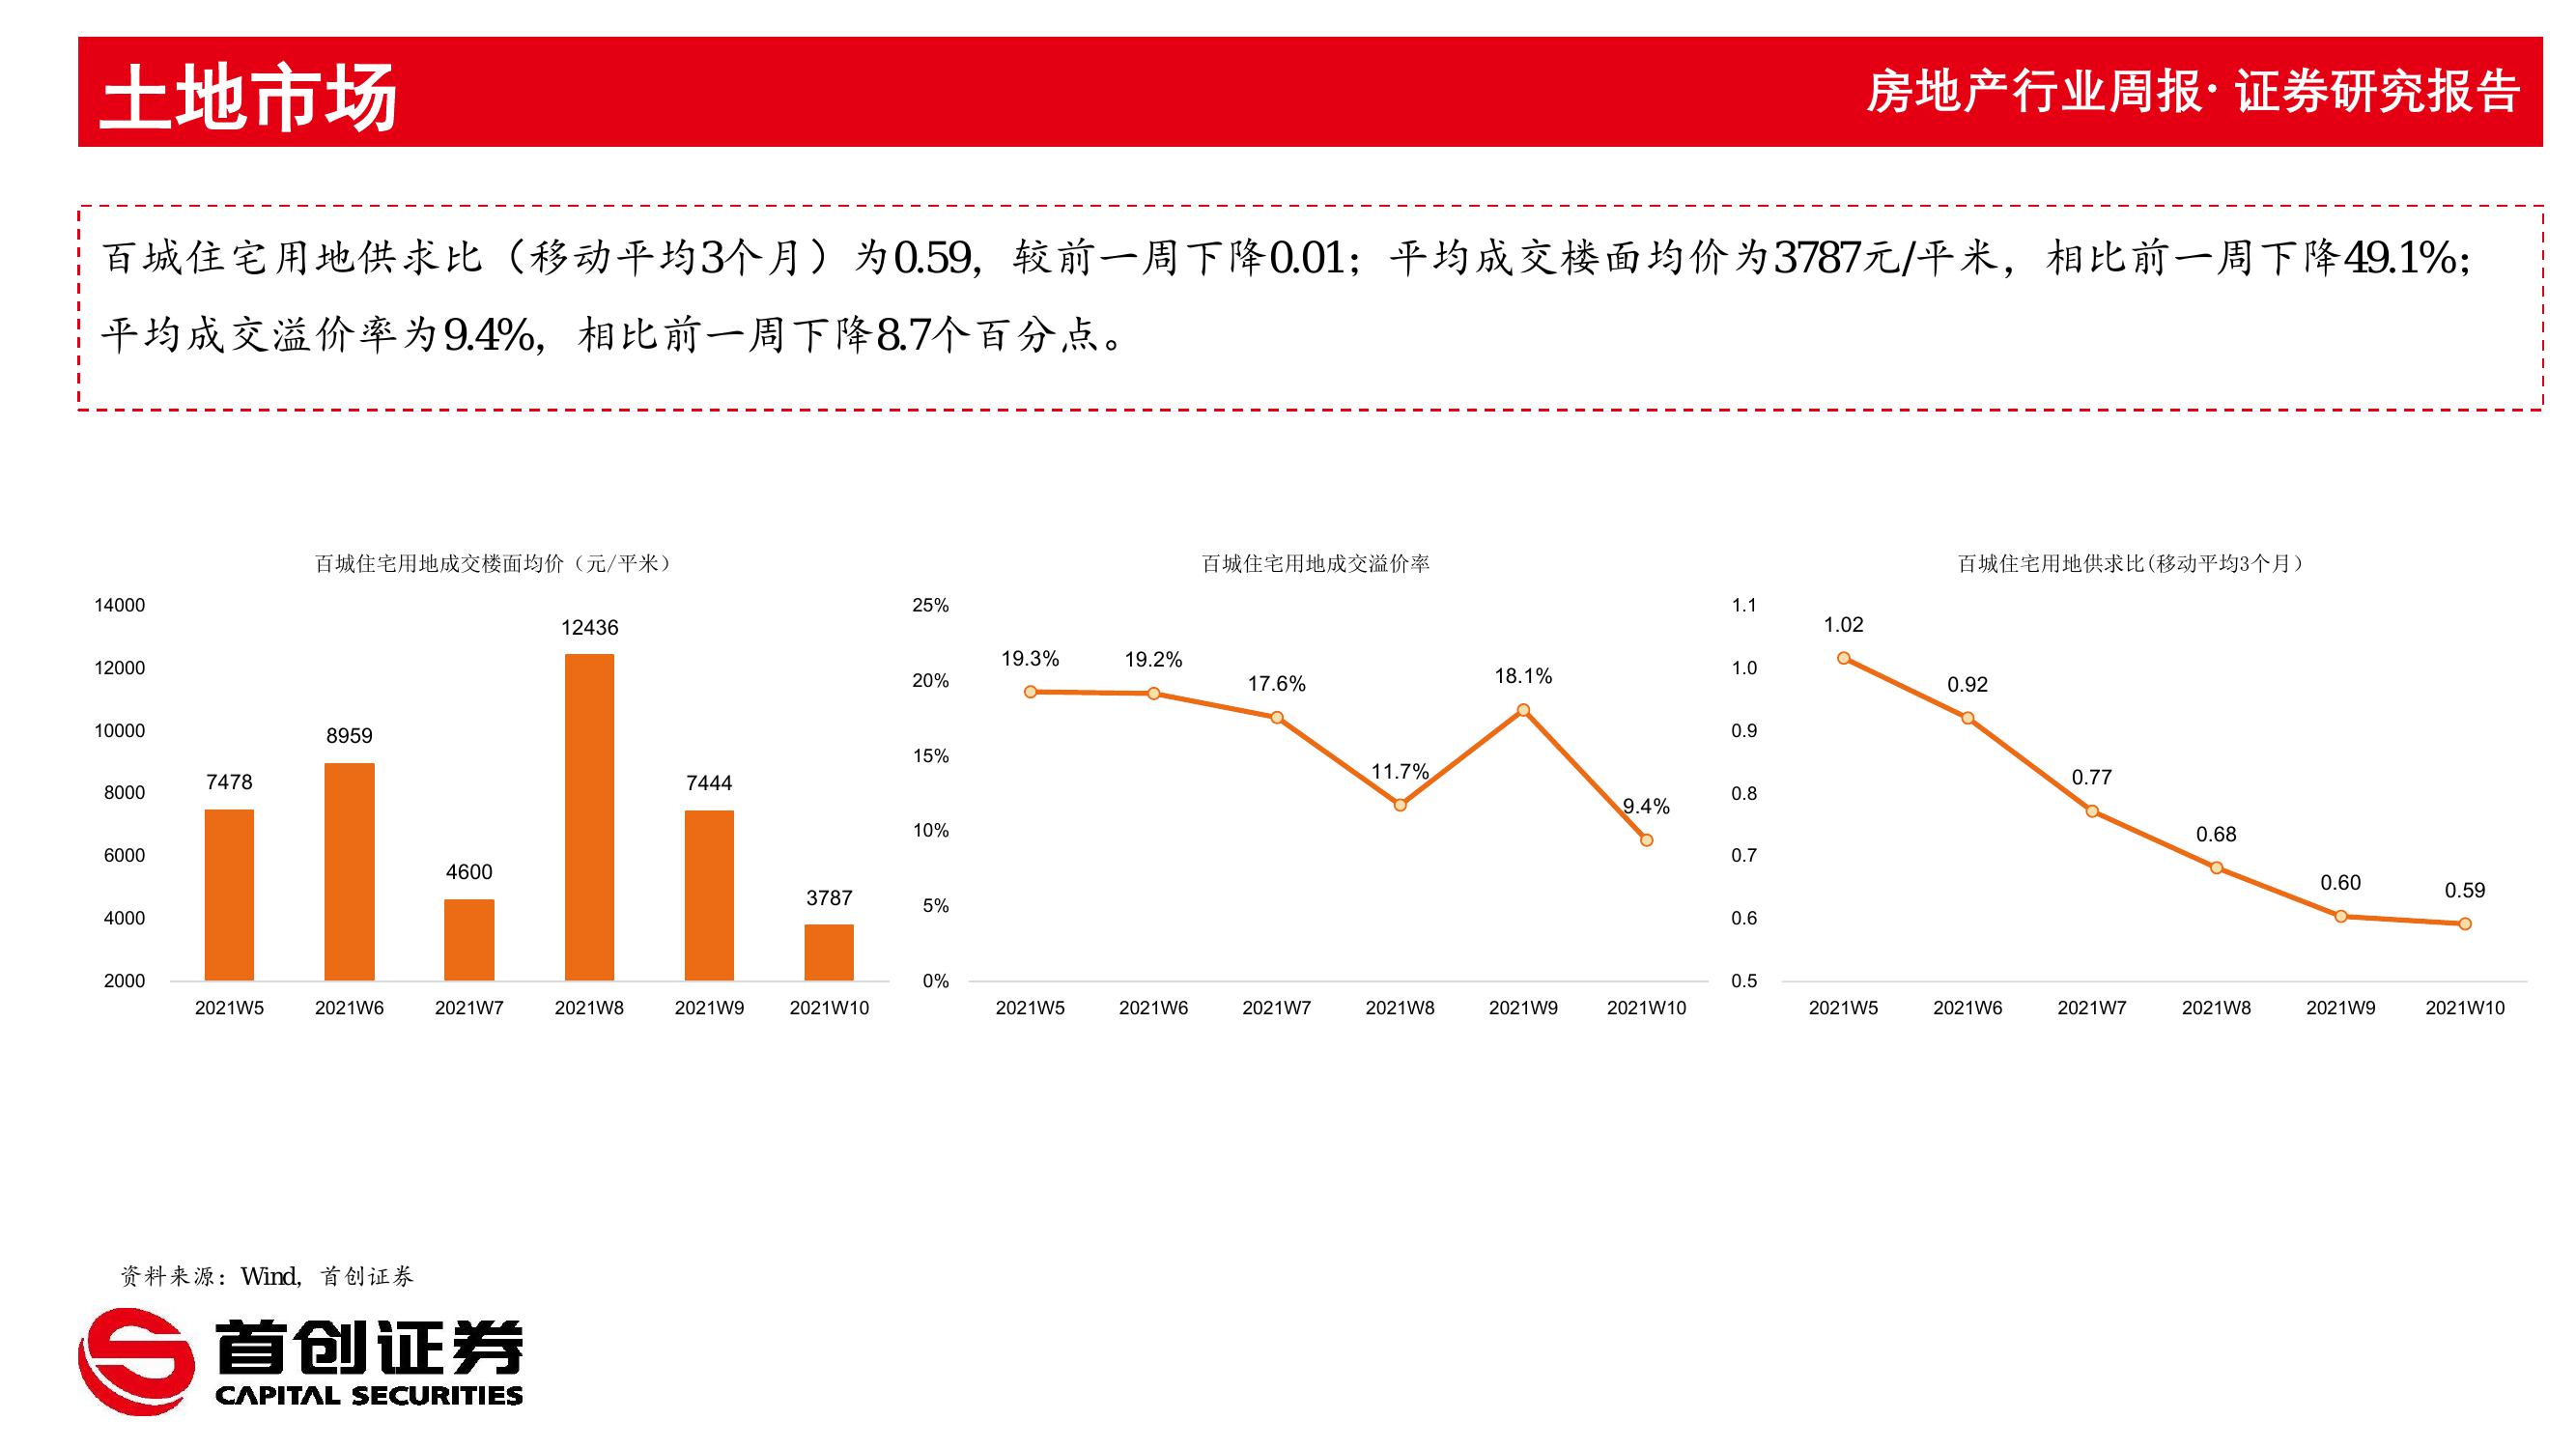 土地市场
房地产行业周报· 证券研究报告
百城住宅用地供求比（移动平均3个月）为0.59，较前一周下降0.01；平均成交楼面均价为3787元/平米，相比前一周下降49.1%；
平均成交溢价率为9.4%，相比前一周下降8.7个百分点。
百城住宅用地成交楼面均价（元/平米）
14000
12000
10000
8000
6000
4000
2000
7478
8959
4600
12436
7444
3787
2021W5 2021W6 2021W7 2021W8 2021W9 2021W10
百城住宅用地成交溢价率
25%
20%
15%
10%
5%
0%
19.3%
19.2%
17.6%
11.7%
18.1%
9.4%
2021W5 2021W6 2021W7 2021W8 2021W9 2021W10
百城住宅用地供求比(移动平均3个月）
1.1
1.0
0.9
0.8
0.7
0.6
0.5
1.02
0.92
0.77
0.68
0.60
0.59
2021W5 2021W6 2021W7 2021W8 2021W9 2021W10
资料来源：Wind，首创证券
首创证券
CAPITAL SECURITIES